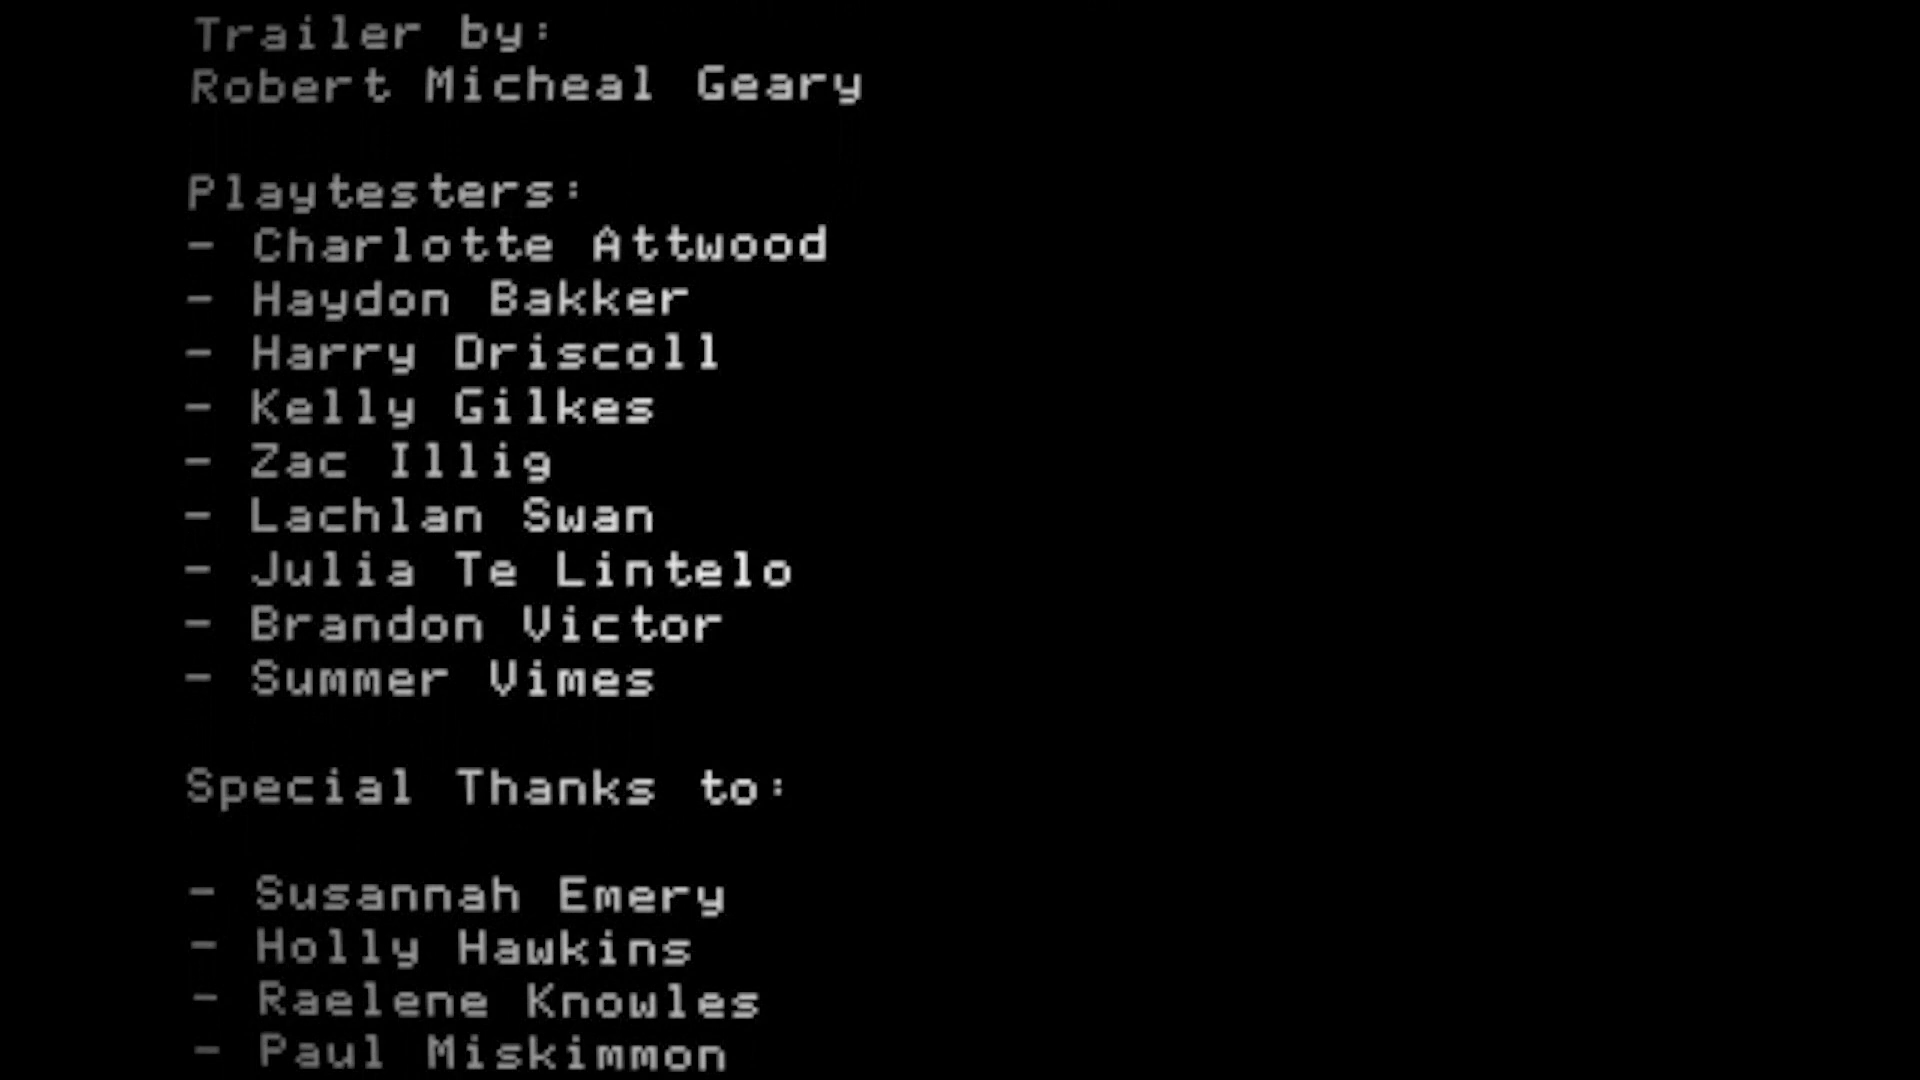 Trailer by:
Robert Micheal Geary
Playtesters:
- Charlotte Attwood
- Haydon Bakker
- Harry Driscoll
- Kelly Gilkes
- Zac Illig
- Lachlan Swan
- Julia Te Lintelo
- Brandon Victor
- Summer Vimes
Special Thanks to:
- Susannah Emery
- Holly Hawkins
- Raelene Knowles
- Paul Miskimmon